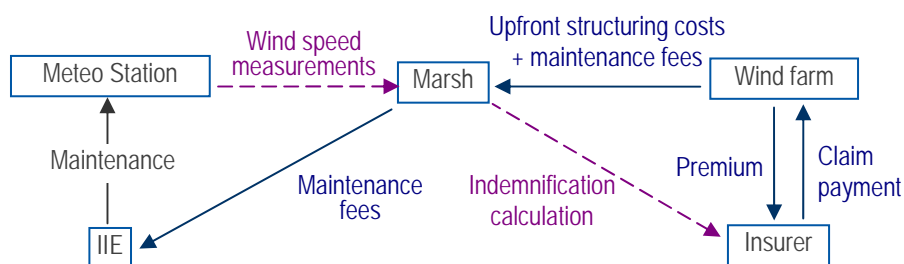 Wind speed
measurements
Upfront structuring costs
+ maintenance fees
Meteo Station
Marsh
Wind farm
Maintenance
Maintenance
fees
Indemnification
calculation
Premium
Claim
payment
IIE
Insurer